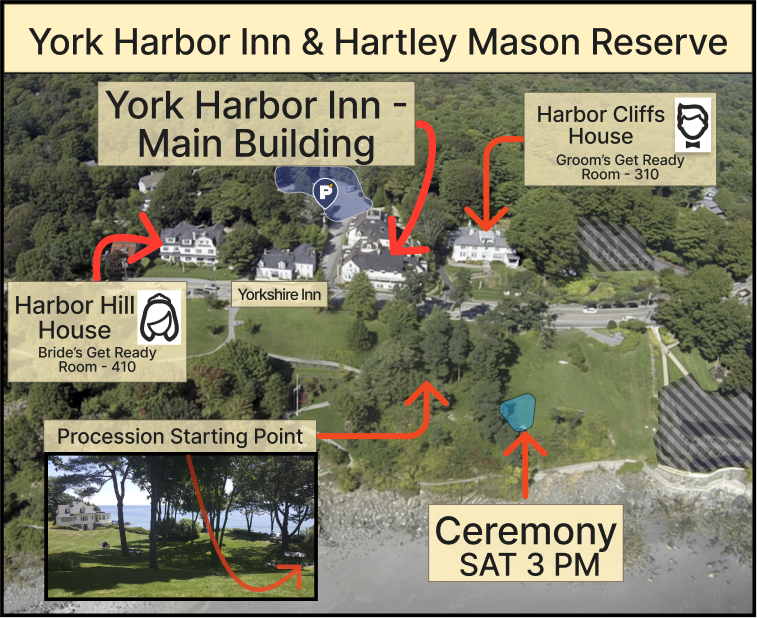 York Harbor Inn & Hartley Mason Reserve
York Harbor Inn -
Main Building
Harbor Cliffs
House
Groom's Get Ready
Room - 310
P
Harbor Hill
House
Bride's Get Ready
Room - 410
Yorkshire Inn
Procession Starting Point
Ceremony
SAT 3 PM